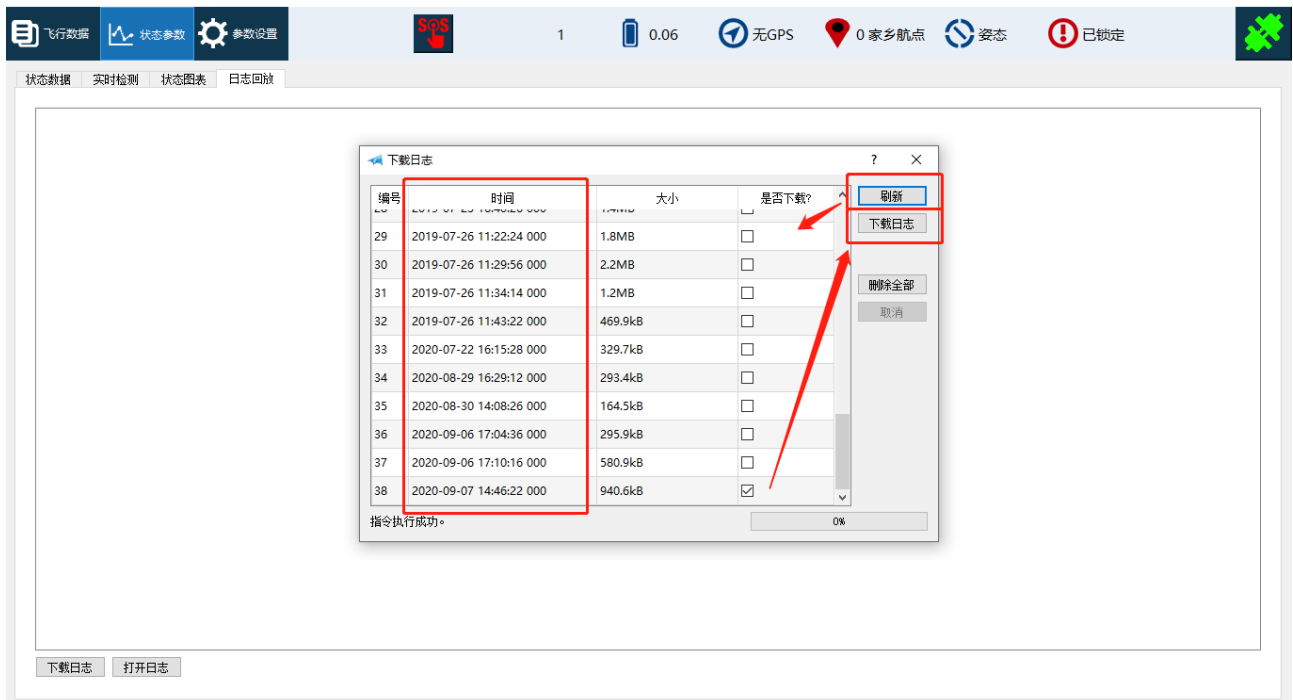 飞行数据 状态参数 参数设置 SOS 1 0.06 无GPS 0 家乡航点 姿态 已锁定
状态数据 实时检测 状态图表 日志回放
下载日志 ? ×
编号 时间 大小 是否下载? 刷新
下载日志
29 2019-07-26 11:22:24 000 1.8MB
30 2019-07-26 11:29:56 000 2.2MB
删除全部
31 2019-07-26 11:34:14 000 1.2MB
取消
32 2019-07-26 11:43:22 000 469.9kB
33 2020-07-22 16:15:28 000 329.7kB
34 2020-08-29 16:29:12 000 293.4kB
35 2020-08-30 14:08:26 000 164.5kB
36 2020-09-06 17:04:36 000 295.9kB
37 2020-09-06 17:10:16 000 580.9kB
38 2020-09-07 14:46:22 000 940.6kB
指令执行成功。 0%
下载日志 打开日志